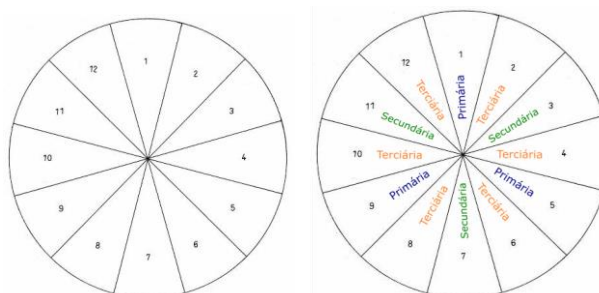 1
2
3
4
5
6
7
8
9
10
11
12
1
Primária
2
Terciária
3
Secundária
4
Terciária
5
Primária
6
Terciária
7
Secundária
8
Terciária
9
Primária
10
Terciária
11
Secundária
12
Terciária